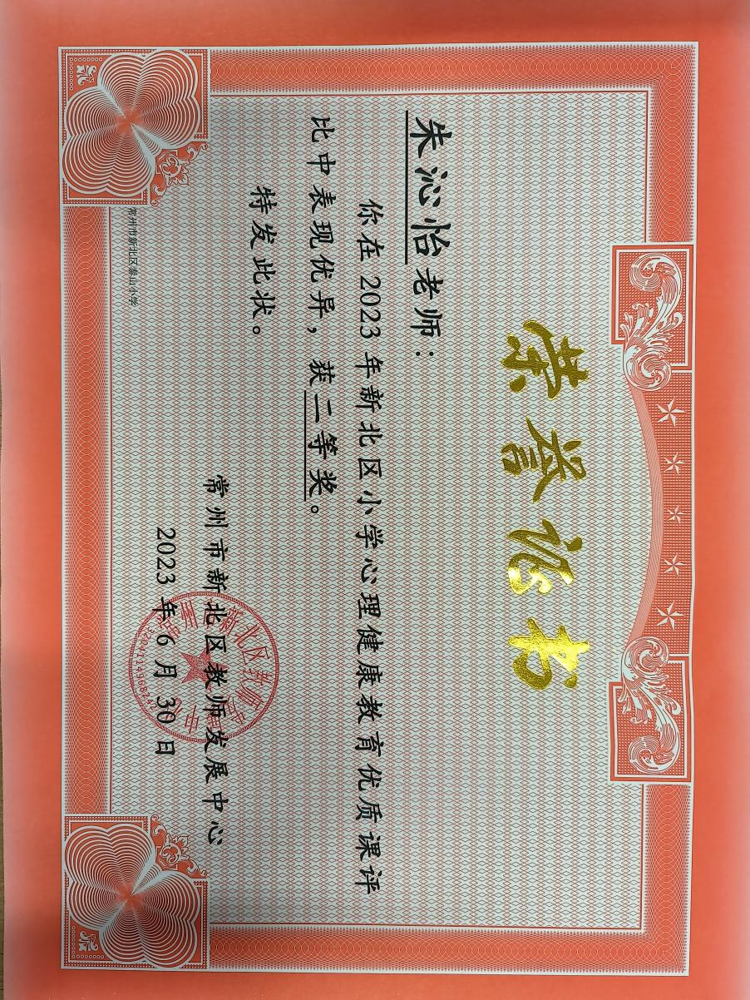 荣誉证书
朱沁怡老师：
你在2023年新北区小学心理健康教育优质课评
比中表现优异，获二等奖。
特发此状。
常州市新北区教师发展中心
2023年6月30日
常州市新北区泰山小学